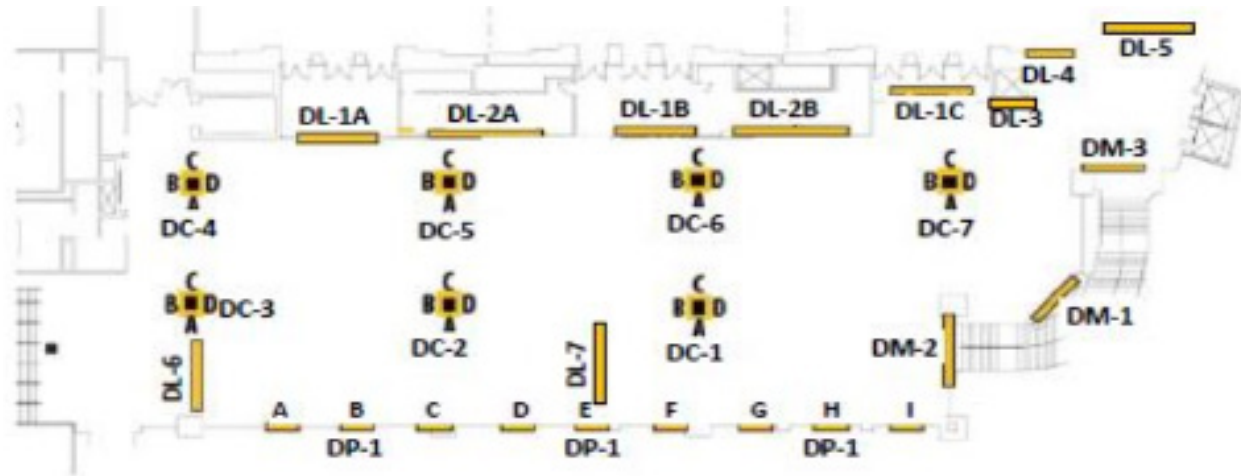 DL-5
DL-4
DL-1A DL-2A DL-1B DL-2B DL-1C DL-3
DM-3
C C C C
B D B D B D B D
A A A A
DC-4 DC-5 DC-6 DC-7
C C C
B D DC-3 B D B D
A A A
DC-2 DC-1
DM-1
DL-6 DL-7 DM-2
A B C D E F G H I
DP-1 DP-1 DP-1